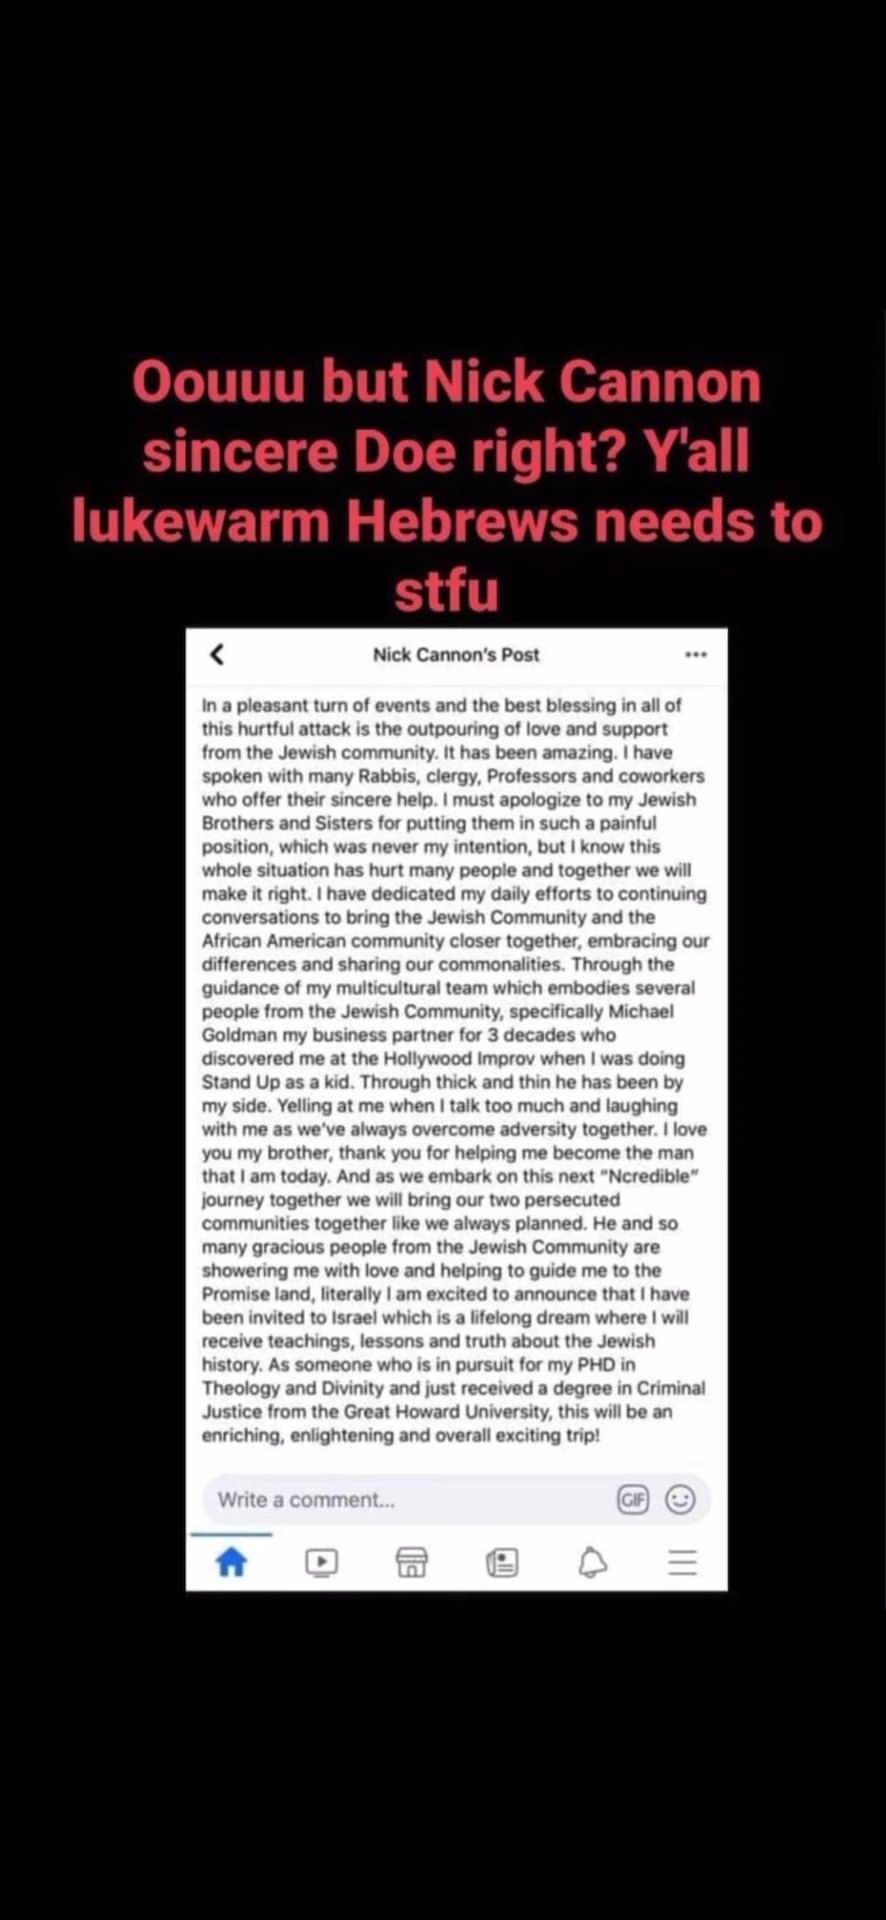 Oouuu but Nick Cannon
sincere Doe right? Y'all
lukewarm Hebrews needs to
stfu
Nick Cannon's Post
In a pleasant turn of events and the best blessing in all of
this hurtful attack is the outpouring of love and support
from the Jewish community. It has been amazing. I have
spoken with many Rabbis, clergy, Professors and coworkers
who offer their sincere help. I must apologize to my Jewish
Brothers and Sisters for putting them in such a painful
position, which was never my intention, but I know this
whole situation has hurt many people and together we will
make it right. I have dedicated my daily efforts to continuing
conversations to bring the Jewish Community and the
African American community closer together, embracing our
differences and sharing our commonalities. Through the
guidance of my multicultural team which embodies several
people from the Jewish Community, specifically Michael
Goldman my business partner for 3 decades who
discovered me at the Hollywood Improv when I was doing
Stand Up as a kid. Through thick and thin he has been by
my side. Yelling at me when I talk too much and laughing
with me as we've always overcome adversity together. I love
you my brother, thank you for helping me become the man
that I am today. And as we embark on this next "Ncredible"
journey together we will bring our two persecuted
communities together like we always planned. He and so
many gracious people from the Jewish Community are
showering me with love and helping to guide me to the
Promise land, literally I am excited to announce that I have
been invited to Israel which is a lifelong dream where I will
receive teachings, lessons and truth about the Jewish
history. As someone who is in pursuit for my PHD in
Theology and Divinity and just received a degree in Criminal
Justice from the Great Howard University, this will be an
enriching, enlightening and overall exciting trip!
Write a comment...
GIF